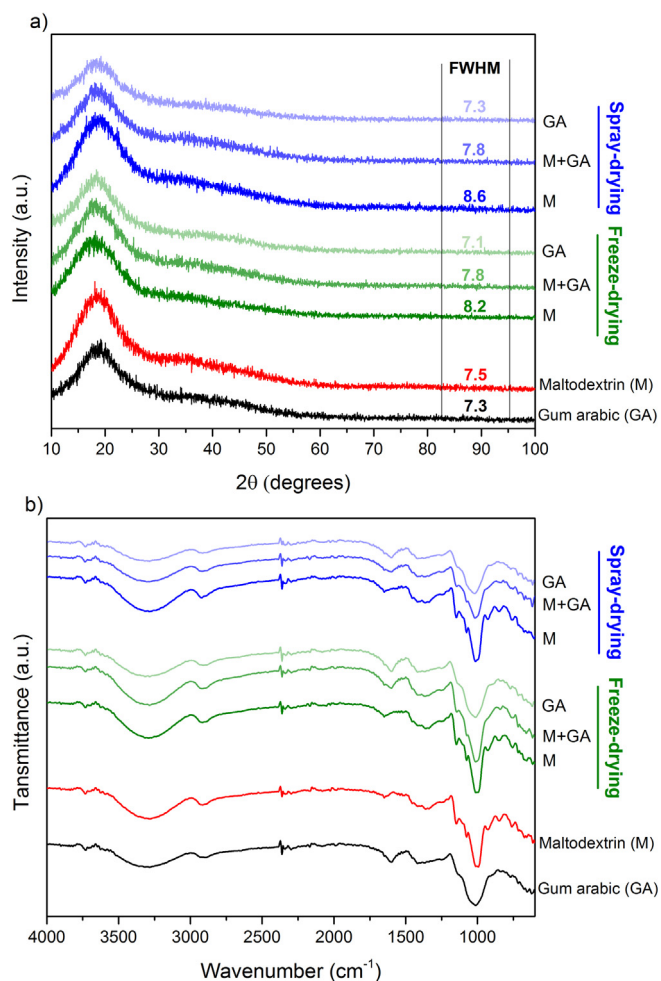 a)
FWHM
7.3
GA
7.8
M+GA
8.6
M
Spray-drying
7.1
GA
7.8
M+GA
8.2
M
Freeze-drying
7.5
Maltodextrin (M)
7.3
Gum arabic (GA)
Intensity (a.u.)
10 20 30 40 50 60 70 80 90 100
2θ (degrees)
b)
GA
M+GA
M
Spray-drying
GA
M+GA
M
Freeze-drying
Maltodextrin (M)
Gum arabic (GA)
Tansmittance (a.u.)
4000 3500 3000 2500 2000 1500 1000
Wavenumber (cm⁻¹)